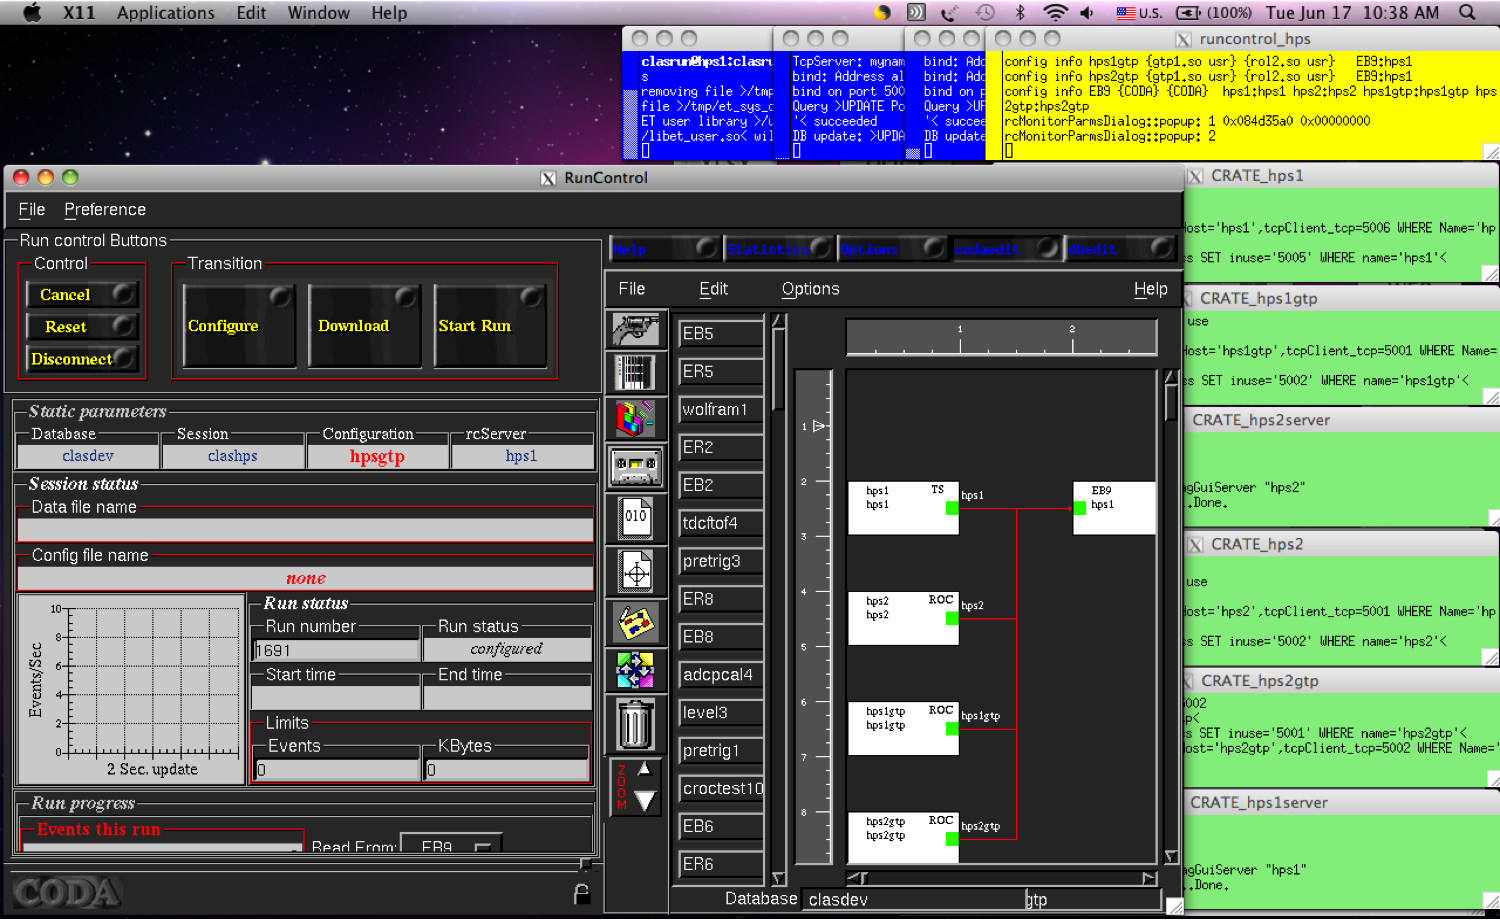 X11 Applications Edit Window Help
U.S. (100%) Tue Jun 17 10:38 AM
clasrun@hps1:clasru
s
removing file >/tmp
file >/tmp/et_sys_c
ET user library >/u
/libet_user.so< wil
TcpServer: mynam
bind: Address al
bind on port 500
Query >UPDATE Po
'< succeeded
DB update: >UPDA
bind: Add
bind on p
Query >UP
'< succee
DB update
runcontrol_hps
config info hps1gtp {gtp1.so usr} {rol2.so usr} EB9:hps1
config info hps2gtp {gtp1.so usr} {rol2.so usr} EB9:hps1
config info EB9 {CODA} {CODA} hps1:hps1 hps2:hps2 hps1gtp:hps1gtp hps
2gtp:hps2gtp
rcMonitorParmsDialog::popup: 1 0x084d35a0 0x00000000
rcMonitorParmsDialog::popup: 2
RunControl
File Preference
Run control Buttons
Control
Cancel
Reset
Disconnect
Transition
Configure
Download
Start Run
Static parameters
Database
clasdev
Session
clashps
Configuration
hpsgtp
rcServer
hps1
Session status
Data file name
Config file name
none
10
8
6
4
2
0
Events/Sec
2 Sec. update
Run status
Run number
1691
Run status
configured
Start time
End time
Limits
Events
0
KBytes
0
Run progress
Events this run
Read From: EB9
CODA
Help Statistics Options codaedit dbedit
File Edit Options Help
010
ZOOM
EB5
ER5
wolfram1
ER2
EB2
tdcftof4
pretrig3
ER8
EB8
adcpcal4
level3
pretrig1
croctest10
EB6
ER6
1 2
1
2
3
4
5
6
7
8
hps1 TS
hps1
hps1
EB9
hps1
hps2 ROC
hps2
hps2
hps1gtp ROC
hps1gtp
hps1gtp
hps2gtp ROC
hps2gtp
hps2gtp
Database clasdev gtp
CRATE_hps1
Host='hps1',tcpClient_tcp=5006 WHERE Name='hp
ss SET inuse='5005' WHERE name='hps1'<
CRATE_hps1gtp
use
Host='hps1gtp',tcpClient_tcp=5001 WHERE Name=
ss SET inuse='5002' WHERE name='hps1gtp'<
CRATE_hps2server
agGuiServer "hps2"
..Done.
CRATE_hps2
use
Host='hps2',tcpClient_tcp=5001 WHERE Name='hp
ss SET inuse='5002' WHERE name='hps2'<
CRATE_hps2gtp
5002
p<
ss SET inuse='5001' WHERE name='hps2gtp'<
Host='hps2gtp',tcpClient_tcp=5002 WHERE Name='
CRATE_hps1server
agGuiServer "hps1"
..Done.